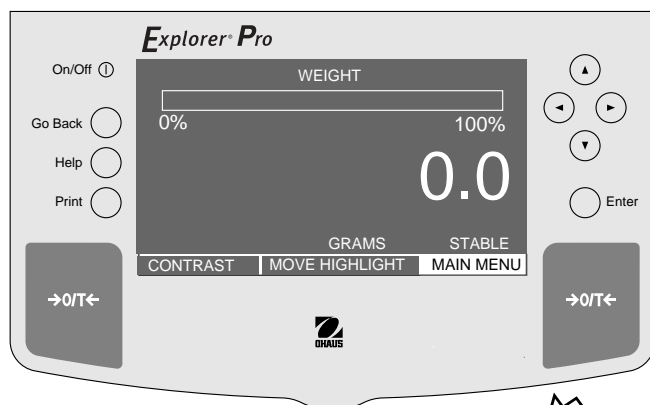 Explorer® Pro
On/Off
WEIGHT
0% 100%
Go Back
Help
Print
0.0
Enter
GRAMS STABLE
CONTRAST MOVE HIGHLIGHT MAIN MENU
→0/T← →0/T←
OHAUS